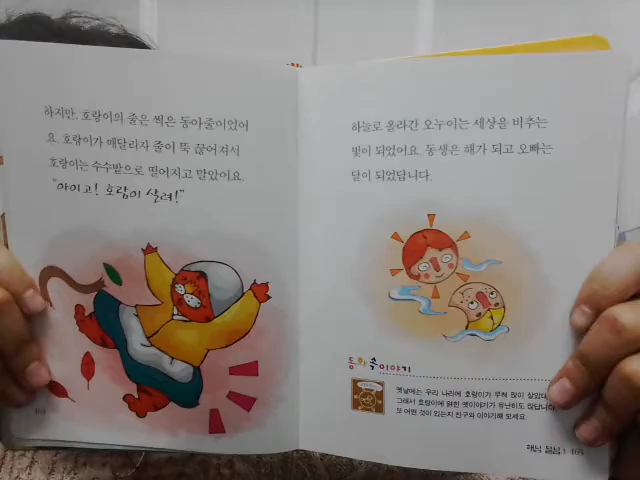 하지만, 호랑이의 줄은 썩은 동아줄이었어
요. 호랑이가 매달리자 줄이 뚝 끊어져서
호랑이는 수수밭으로 떨어지고 말았어요.
"아이고! 호랑이 살려!"
하늘로 올라간 오누이는 세상을 비추는
빛이 되었어요. 동생은 해가 되고 오빠는
달이 되었답니다.
동화 속 이야기
옛날에는 우리 나라에 호랑이가 무척 많이 살았대
그래서 호랑이에 얽힌 옛이야기가 유난히도 많답니다
또 어떤 것이 있는지 친구와 이야기해 보세요.
해님 달님 | 165